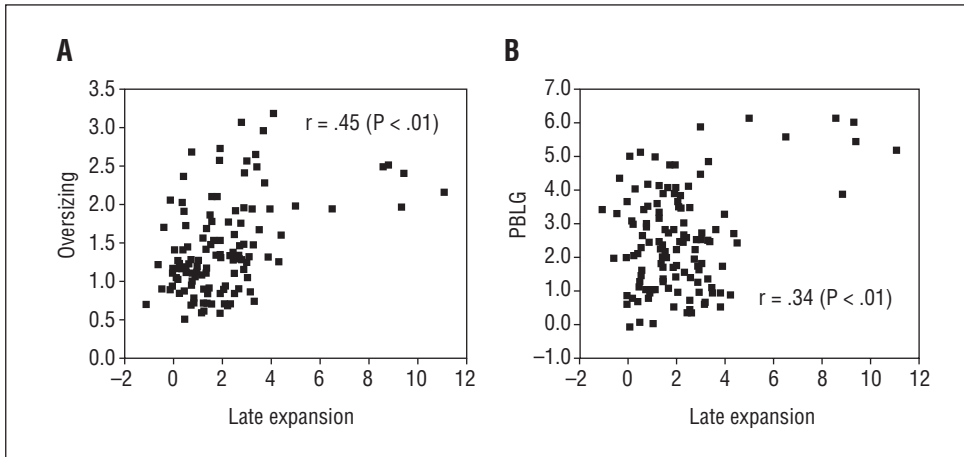 A
3.5
3.0
2.5
2.0
1.5
1.0
0.5
0.0
Oversizing
r = .45 (P < .01)
−2 0 2 4 6 8 10 12
Late expansion
B
7.0
6.0
5.0
4.0
3.0
2.0
1.0
0.0
−1.0
PBLG
r = .34 (P < .01)
−2 0 2 4 6 8 10 12
Late expansion